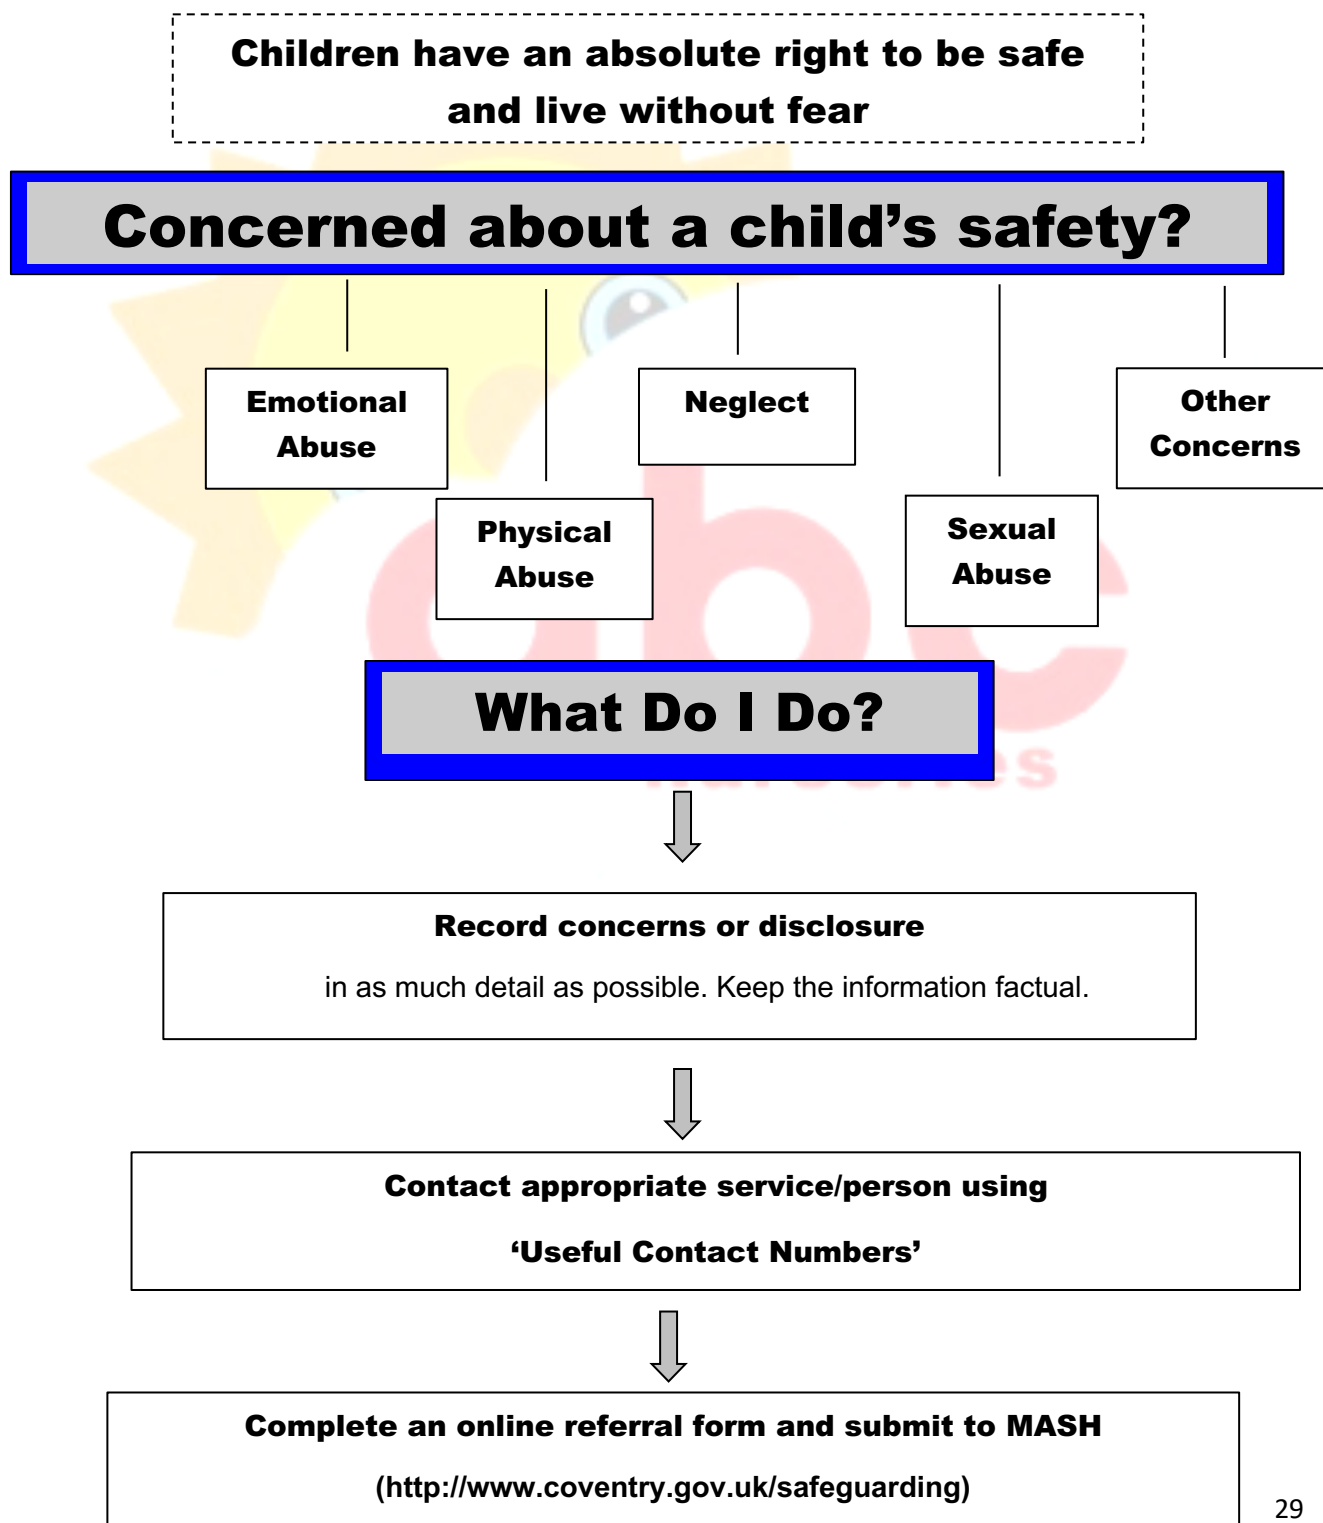 Children have an absolute right to be safe
and live without fear
Concerned about a child’s safety?
Emotional
Abuse
Neglect
Other
Concerns
Physical
Abuse
Sexual
Abuse
abc
nurseries
What Do I Do?
Record concerns or disclosure
in as much detail as possible. Keep the information factual.
Contact appropriate service/person using
‘Useful Contact Numbers’
Complete an online referral form and submit to MASH
(http://www.coventry.gov.uk/safeguarding)
29